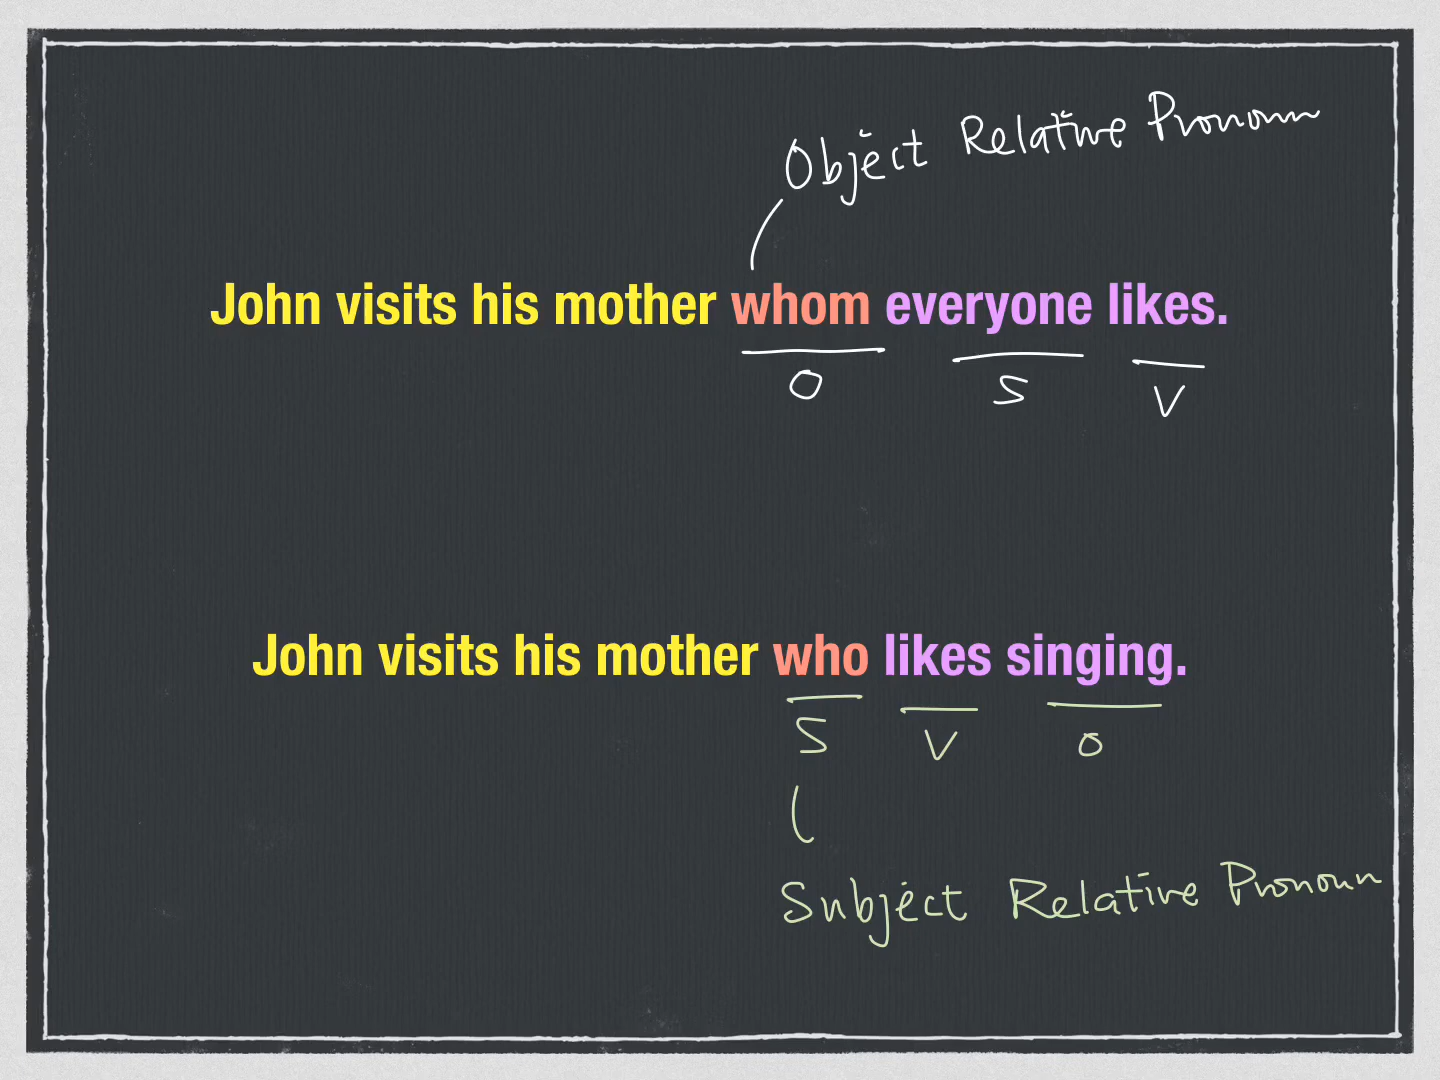 Object Relative Pronoun
John visits his mother whom everyone likes.
O S V
John visits his mother who likes singing.
S V O
Subject Relative Pronoun